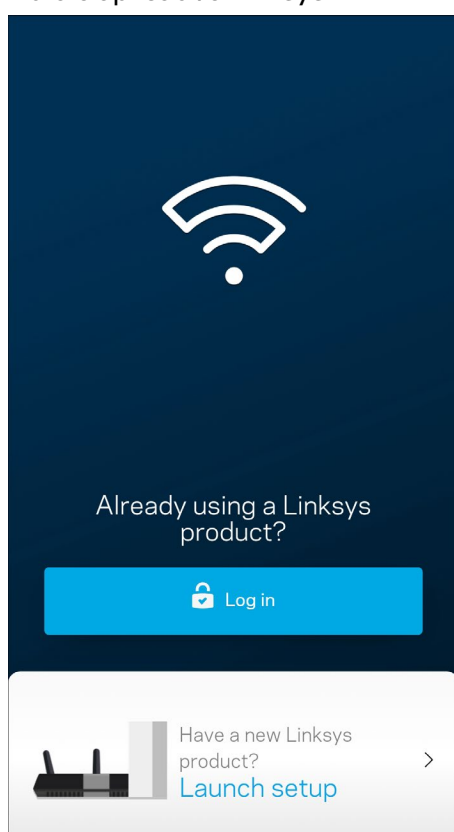 Already using a Linksys
product?
Log in
Have a new Linksys
product?
Launch setup